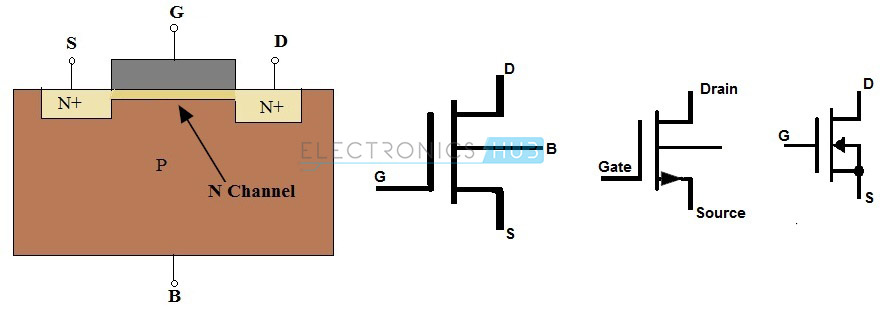 G
S
D
N+
N+
P
N Channel
B
D
B
G
S
ELECTRONICS HUB
Drain
Gate
Source
D
G
S